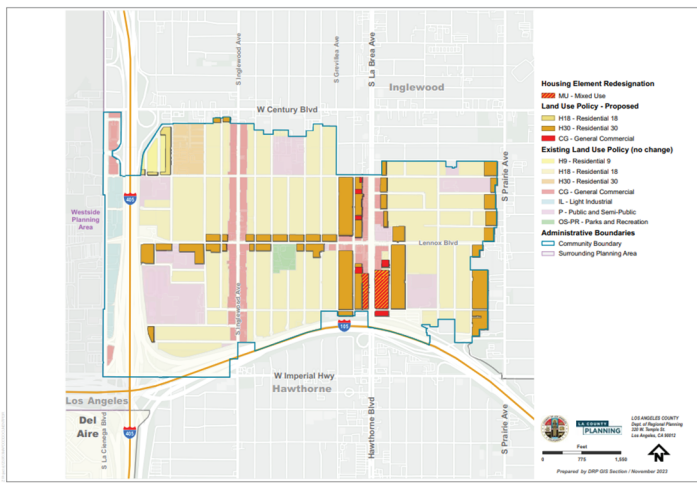 S Inglewood Ave
S Grevillea Ave
S La Brea Ave
Inglewood
W Century Blvd
S Prairie Ave
405
Westside
Planning
Area
Lennox Blvd
S Inglewood Ave
105
W Imperial Hwy
Hawthorne
Los Angeles
Del
Aire
S La Cienega Blvd
405
Hawthorne Blvd
S Prairie Ave
Housing Element Redesignation
MU - Mixed Use
Land Use Policy - Proposed
H18 - Residential 18
H30 - Residential 30
CG - General Commercial
Existing Land Use Policy (no change)
H9 - Residential 9
H18 - Residential 18
H30 - Residential 30
CG - General Commercial
IL - Light Industrial
P - Public and Semi-Public
OS-PR - Parks and Recreation
Administrative Boundaries
Community Boundary
Surrounding Planning Area
LA COUNTY
PLANNING
LOS ANGELES COUNTY
Dept. of Regional Planning
320 W. Temple St.
Los Angeles, CA 90012
Feet
0 775 1,550
N
Prepared by DRP GIS Section / November 2023